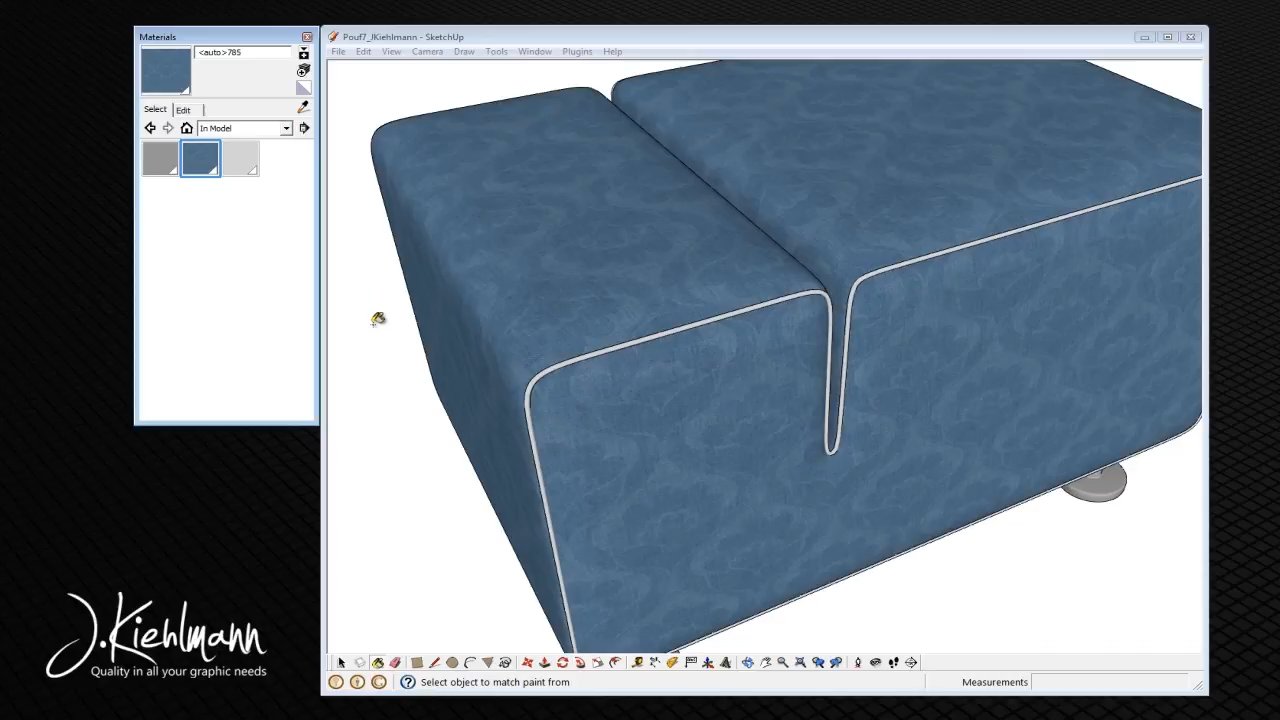 Materials
<auto>785
Select
Edit
In Model
Pouf7_JKiehlmann - SketchUp
File Edit View Camera Draw Tools Window Plugins Help
Select object to match paint from
Measurements
J.Kiehlmann
Quality in all your graphic needs